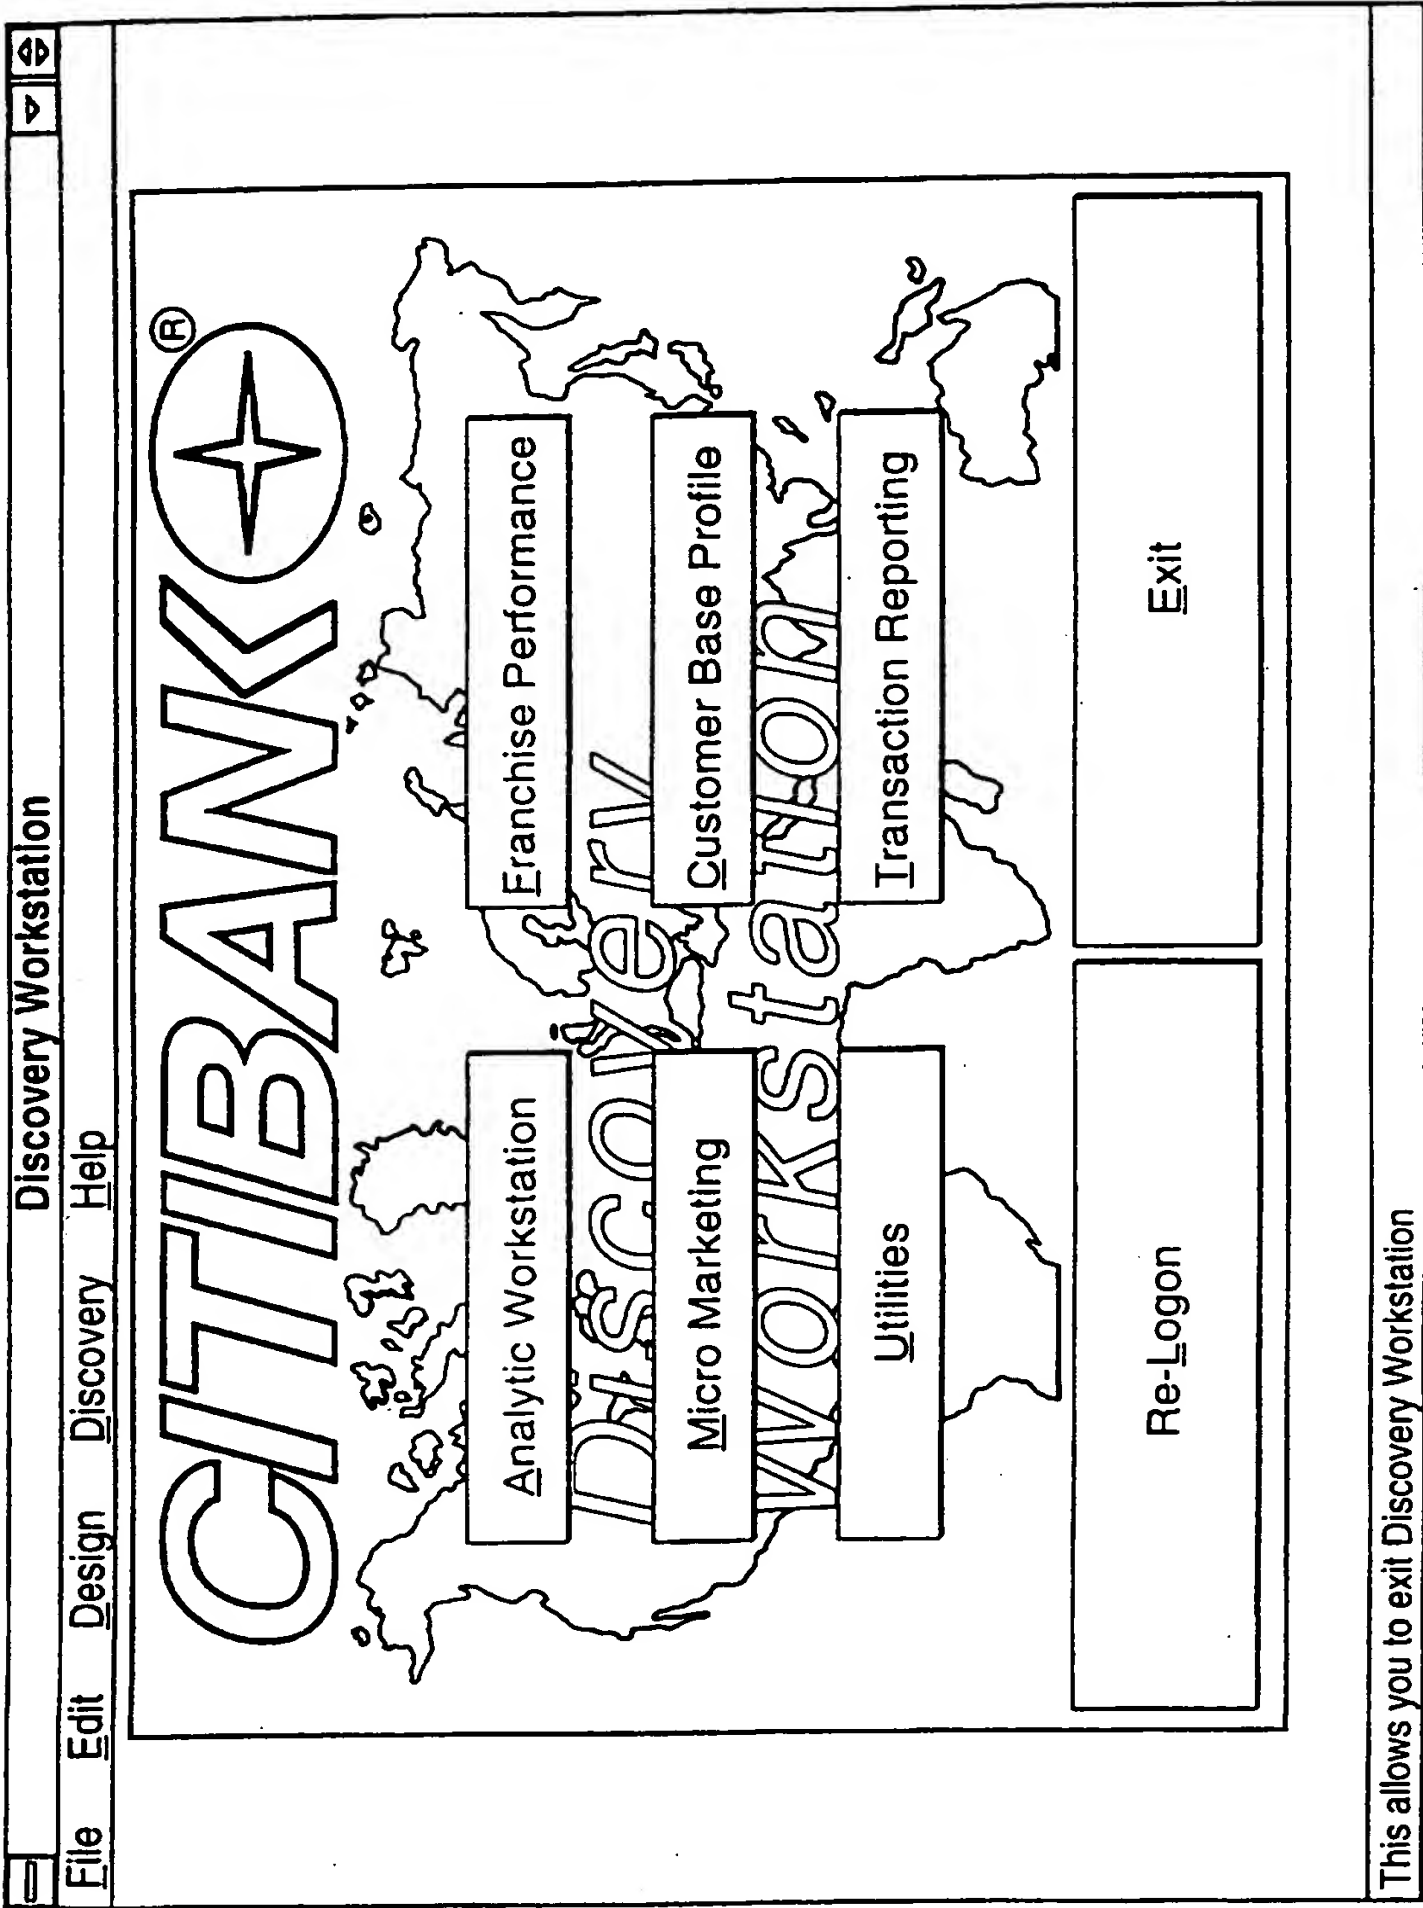 Discovery Workstation
File Edit Design Discovery Help
CITIBANK ®
Discovery
Workstation
Analytic Workstation Franchise Performance
Micro Marketing Customer Base Profile
Utilities Transaction Reporting
Re-Logon Exit
This allows you to exit Discovery Workstation